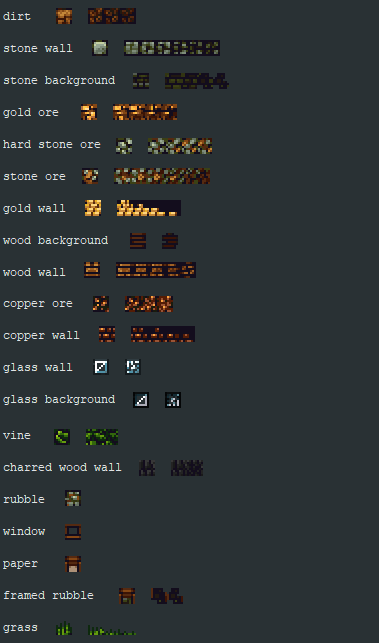 dirt
stone wall
stone background
gold ore
hard stone ore
stone ore
gold wall
wood background
wood wall
copper ore
copper wall
glass wall
glass background
vine
charred wood wall
rubble
window
paper
framed rubble
grass